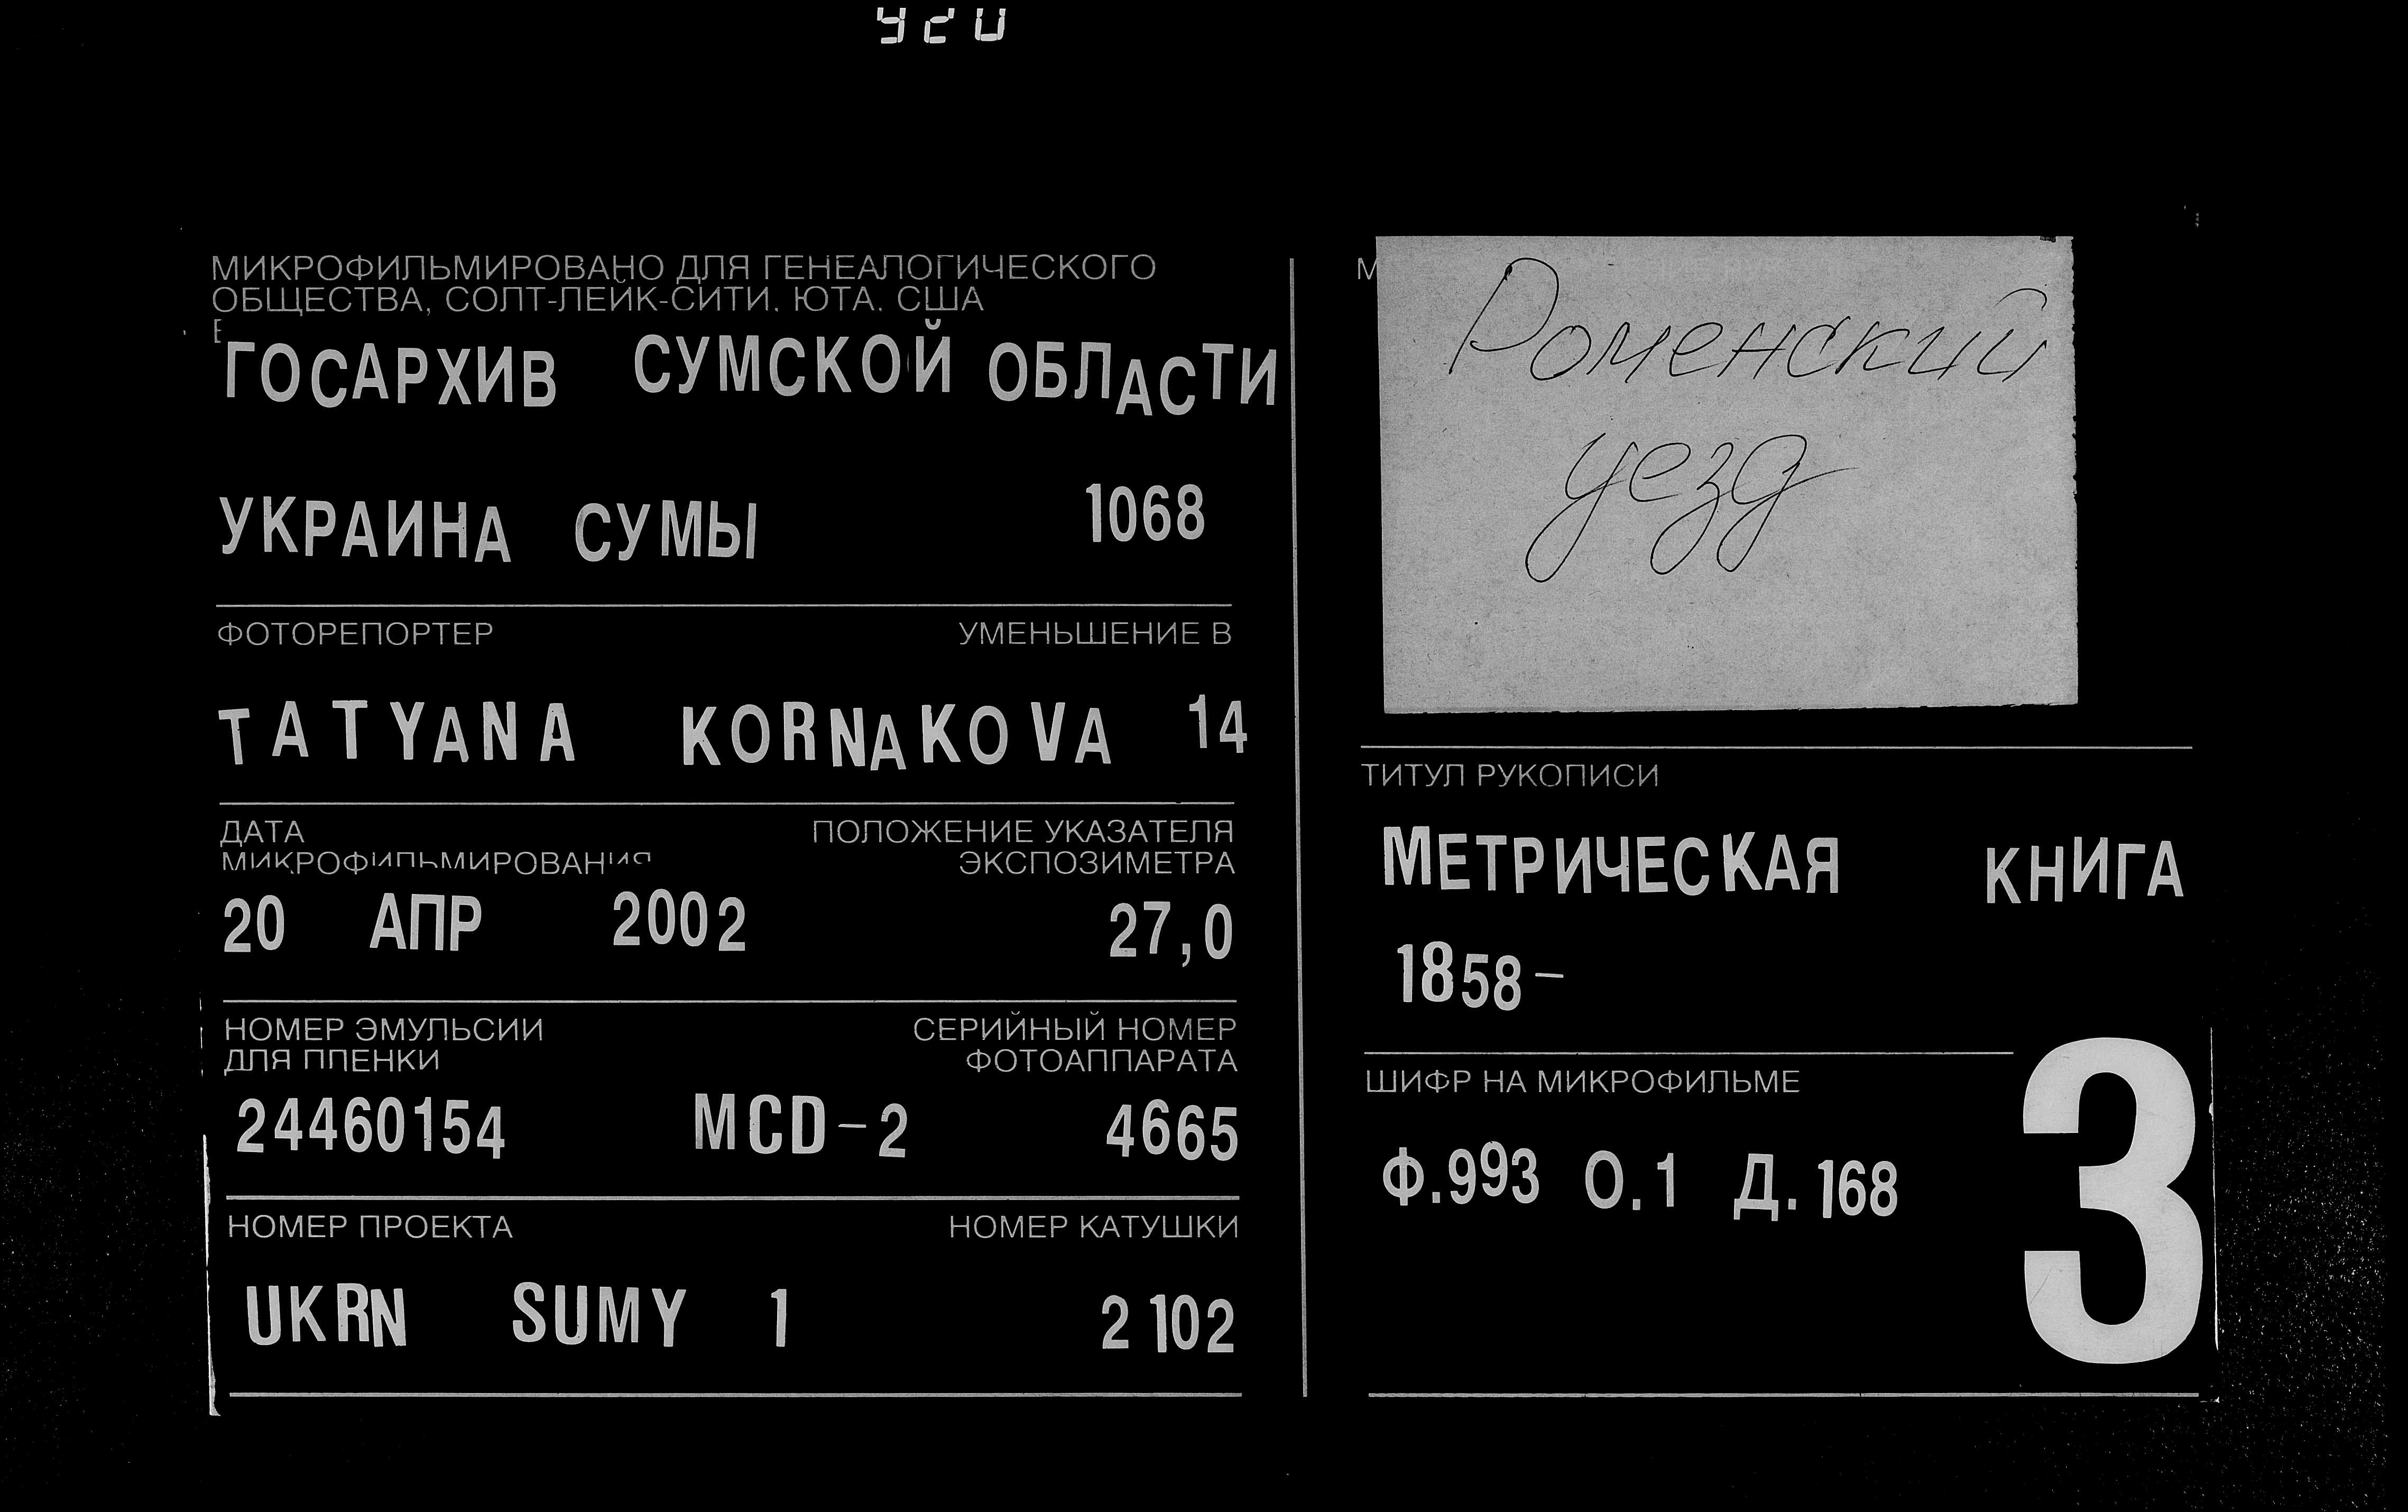 МИКРОФИЛЬМИРОВАНО ДЛЯ ГЕНЕАЛОГИЧЕСКОГО
ОБЩЕСТВА, СОЛТ-ЛЕЙК-СИТИ. ЮТА. США
ГОСАРХИВ СУМСКОЙ ОБЛАСТИ
УКРАИНА СУМЫ 1068
ФОТОРЕПОРТЕР УМЕНЬШЕНИЕ В
TATYANA KORNAKOVA 14
ДАТА ПОЛОЖЕНИЕ УКАЗАТЕЛЯ
МИКРОФИЛЬМИРОВАНИЯ ЭКСПОЗИМЕТРА
20 АПР 2002 27,0
НОМЕР ЭМУЛЬСИИ СЕРИЙНЫЙ НОМЕР
ДЛЯ ПЛЕНКИ ФОТОАППАРАТА
24460154 MCD-2 4665
НОМЕР ПРОЕКТА НОМЕР КАТУШКИ
UKRN SUMY 1 2102
Роменский
уезд
ТИТУЛ РУКОПИСИ
МЕТРИЧЕСКАЯ КНИГА
1858-
ШИФР НА МИКРОФИЛЬМЕ
Ф.993 О.1 Д.168
3